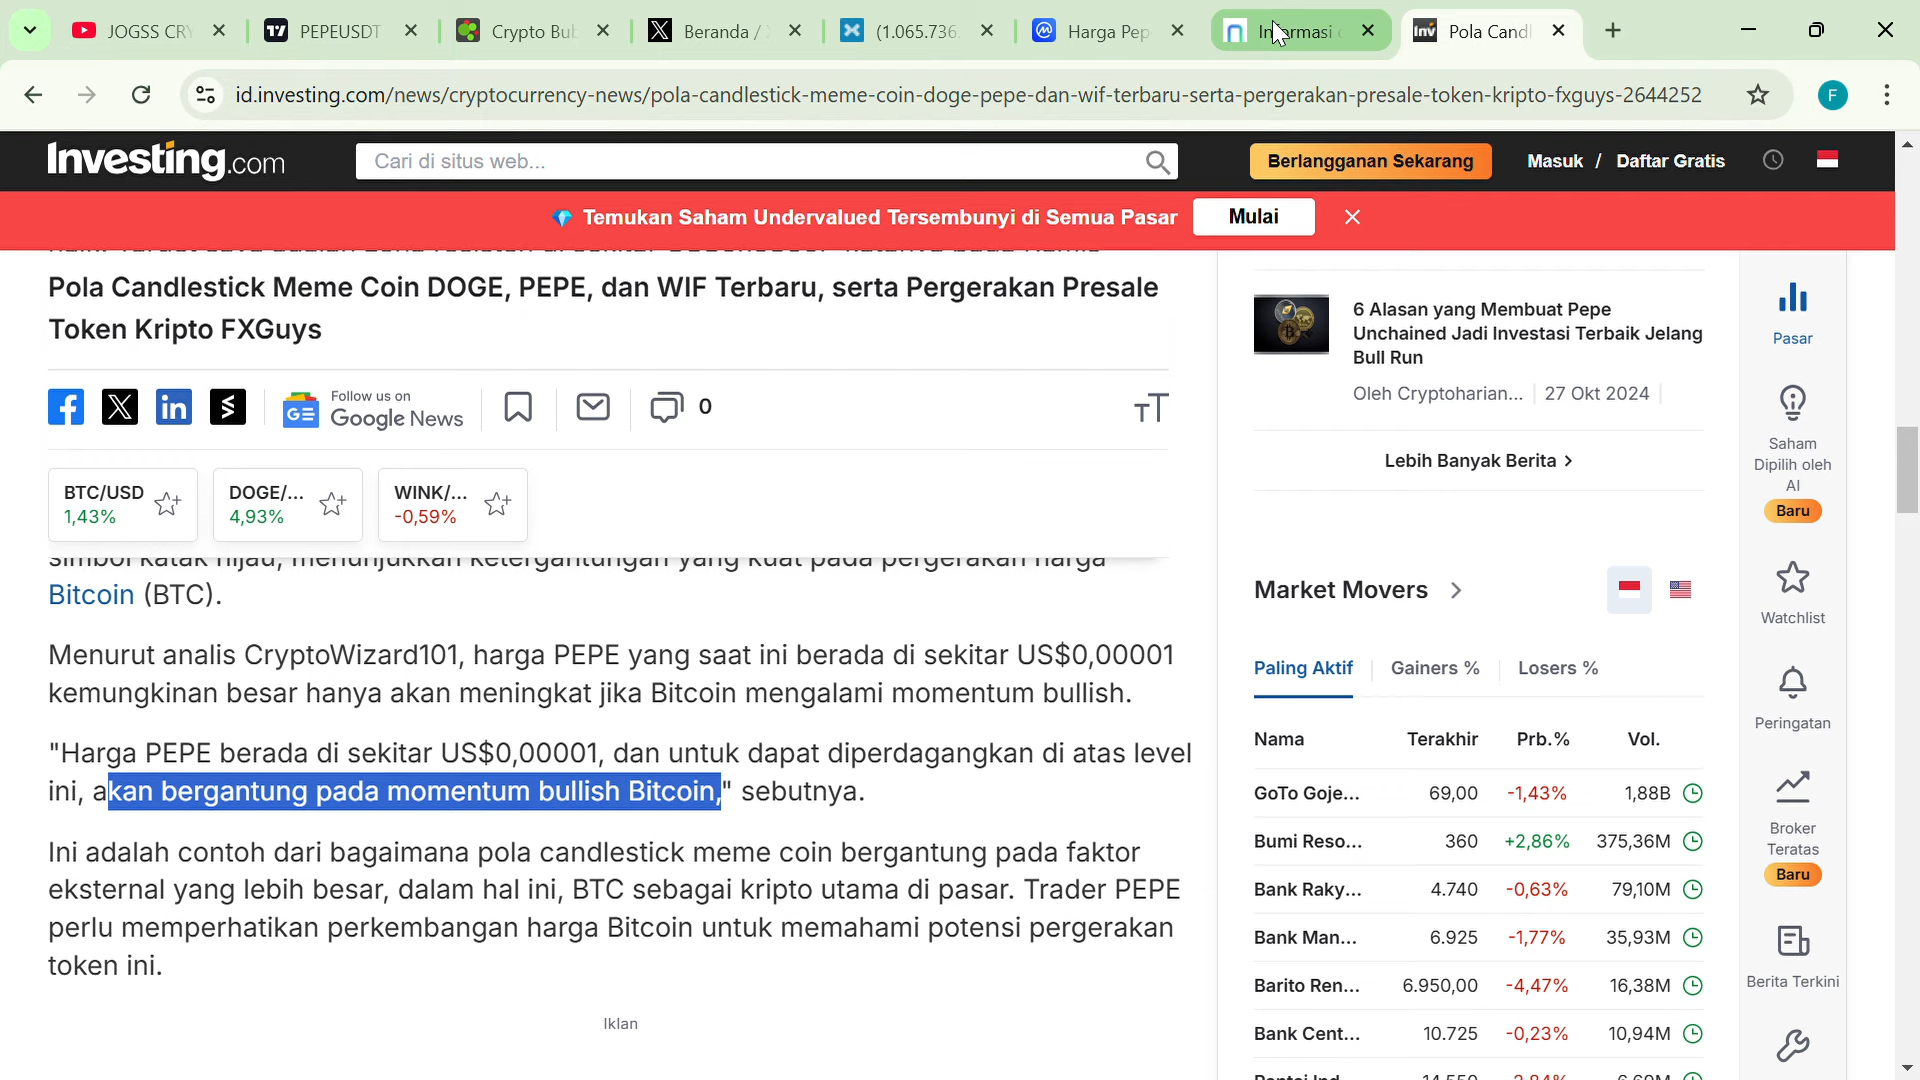 JOGSS CR
PEPEUSDT
Crypto Bu
Beranda /
(1.065.736.
Harga Pep
Pola Candl
id.investing.com/news/cryptocurrency-news/pola-candlestick-meme-coin-doge-pepe-dan-wif-terbaru-serta-pergerakan-presale-token-kripto-fxguys-2644252
F
Investing.com
Cari di situs web...
Berlangganan Sekarang
Masuk / Daftar Gratis
Temukan Saham Undervalued Tersembunyi di Semua Pasar
Mulai
Pola Candlestick Meme Coin DOGE, PEPE, dan WIF Terbaru, serta Pergerakan Presale
Token Kripto FXGuys
Follow us on
Google News
0
TT
BTC/USD
1,43%
DOGE/...
4,93%
WINK/...
-0,59%
simbol katak hijau, menunjukkan ketergantungan yang kuat pada pergerakan harga
Bitcoin (BTC).
Menurut analis CryptoWizard101, harga PEPE yang saat ini berada di sekitar US$0,00001
kemungkinan besar hanya akan meningkat jika Bitcoin mengalami momentum bullish.
"Harga PEPE berada di sekitar US$0,00001, dan untuk dapat diperdagangkan di atas level
ini, akan bergantung pada momentum bullish Bitcoin," sebutnya.
Ini adalah contoh dari bagaimana pola candlestick meme coin bergantung pada faktor
eksternal yang lebih besar, dalam hal ini, BTC sebagai kripto utama di pasar. Trader PEPE
perlu memperhatikan perkembangan harga Bitcoin untuk memahami potensi pergerakan
token ini.
Iklan
6 Alasan yang Membuat Pepe
Unchained Jadi Investasi Terbaik Jelang
Bull Run
Oleh Cryptoharian... 27 Okt 2024
Lebih Banyak Berita >
Market Movers >
Paling Aktif Gainers % Losers %
Nama Terakhir Prb.% Vol.
GoTo Goje... 69,00 -1,43% 1,88B
Bumi Reso... 360 +2,86% 375,36M
Bank Raky... 4.740 -0,63% 79,10M
Bank Man... 6.925 -1,77% 35,93M
Barito Ren... 6.950,00 -4,47% 16,38M
Bank Cent... 10.725 -0,23% 10,94M
Pasar
Saham
Dipilih oleh
AI
Baru
Watchlist
Peringatan
Broker
Teratas
Baru
Berita Terkini